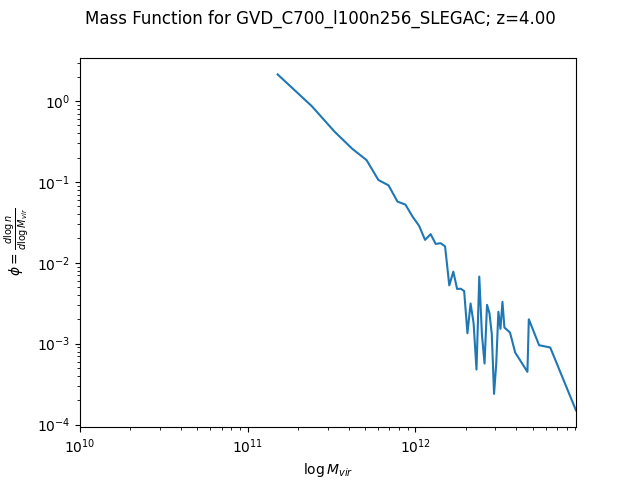 Mass Function for GVD_C700_l100n256_SLEGAC; z=4.00
10^0
10^-1
10^-2
10^-3
10^-4
ϕ = d log n / d log M_vir ϕ
10^10 10^11 10^12
log M_vir